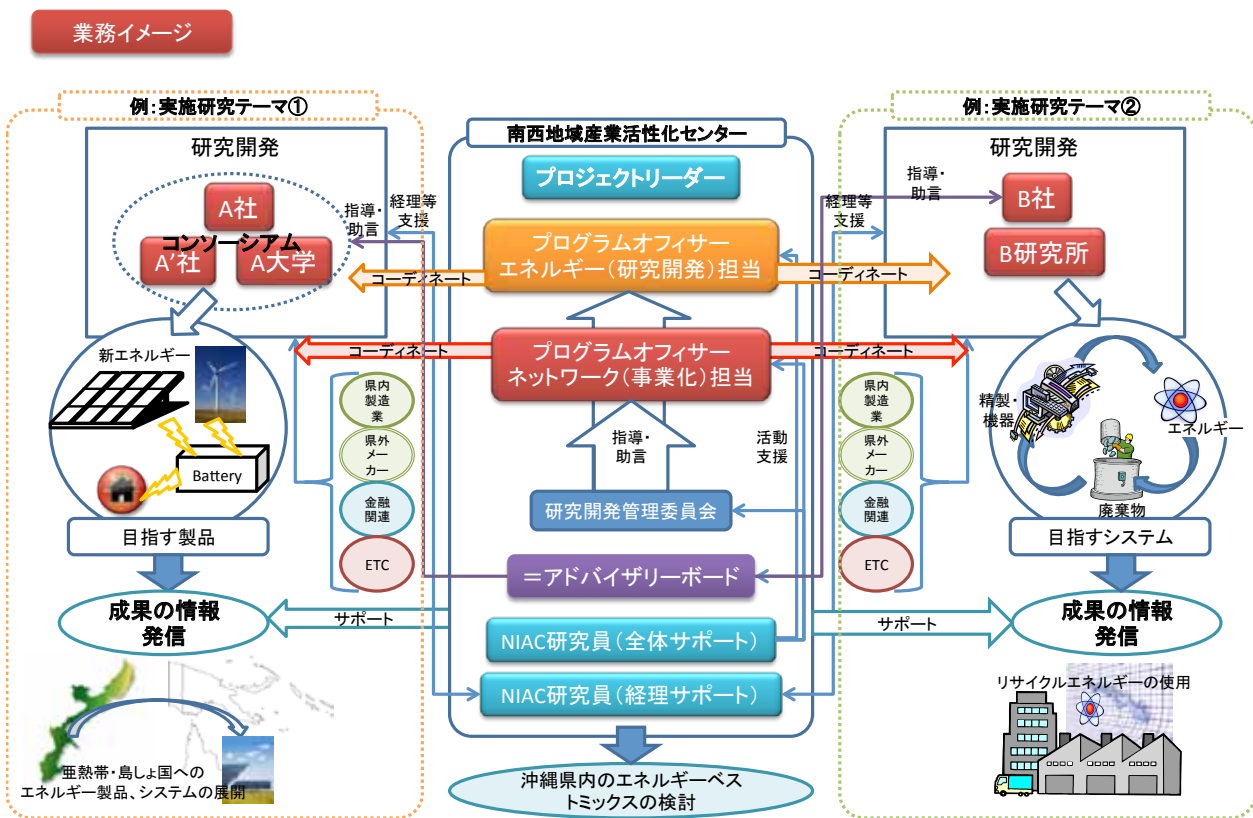 業務イメージ
例:実施研究テーマ①
研究開発
A社
コンソーシアム
A’社
A大学
指導・
助言
経理等
支援
コーディネート
コーディネート
新エネルギー
Battery
目指す製品
成果の情報
発信
サポート
亜熱帯・島しょ国への
エネルギー製品、システムの展開
県内
製造
業
県外
メー
カー
金融
関連
ETC
南西地域産業活性化センター
プロジェクトリーダー
プログラムオフィサー
エネルギー(研究開発)担当
プログラムオフィサー
ネットワーク(事業化)担当
指導・
助言
活動
支援
研究開発管理委員会
=アドバイザリーボード
NIAC研究員(全体サポート)
NIAC研究員(経理サポート)
沖縄県内のエネルギーベス
トミックスの検討
例:実施研究テーマ②
研究開発
指導・
助言
経理等
支援
B社
B研究所
コーディネート
コーディネート
県内
製造
業
県外
メー
カー
金融
関連
ETC
精製・
機器
エネルギー
廃棄物
目指すシステム
成果の情報
発信
サポート
リサイクルエネルギーの使用